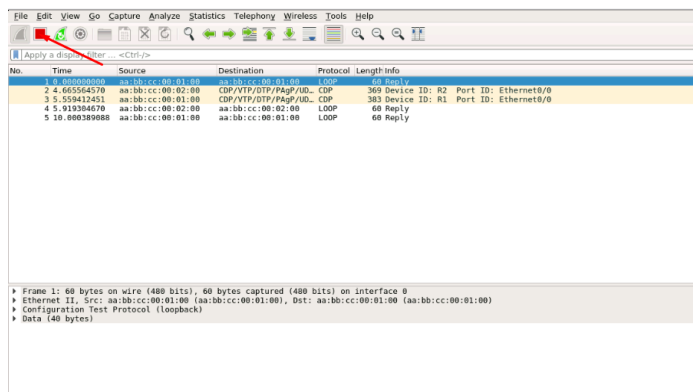 File Edit View Go Capture Analyze Statistics Telephony Wireless Tools Help
Apply a display filter ... <Ctrl-/>
No. Time Source Destination Protocol Length Info
1 0.000000000 aa:bb:cc:00:01:00 aa:bb:cc:00:01:00 LOOP 60 Reply
2 4.665564570 aa:bb:cc:00:02:00 CDP/VTP/DTP/PAgP/UD… CDP 369 Device ID: R2 Port ID: Ethernet0/0
3 5.559412451 aa:bb:cc:00:01:00 CDP/VTP/DTP/PAgP/UD… CDP 383 Device ID: R1 Port ID: Ethernet0/0
4 5.919304670 aa:bb:cc:00:02:00 aa:bb:cc:00:02:00 LOOP 60 Reply
5 10.000389088 aa:bb:cc:00:01:00 aa:bb:cc:00:01:00 LOOP 60 Reply
Frame 1: 60 bytes on wire (480 bits), 60 bytes captured (480 bits) on interface 0
Ethernet II, Src: aa:bb:cc:00:01:00 (aa:bb:cc:00:01:00), Dst: aa:bb:cc:00:01:00 (aa:bb:cc:00:01:00)
Configuration Test Protocol (loopback)
Data (40 bytes)